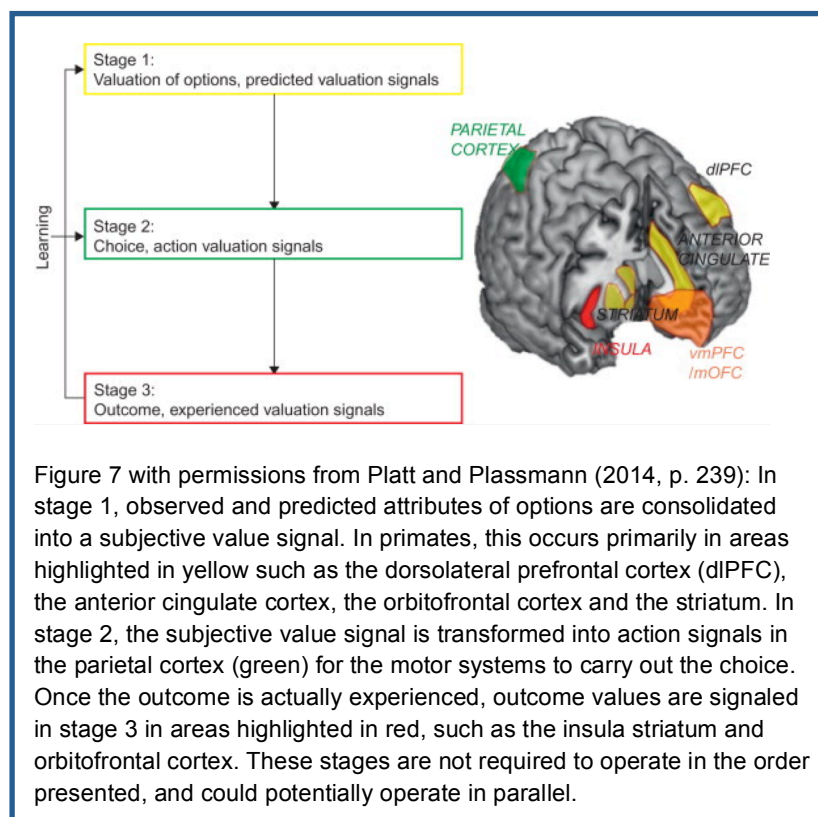 Stage 1:
Valuation of options, predicted valuation signals
PARIETAL
CORTEX
dlPFC
Learning
Stage 2:
Choice, action valuation signals
ANTERIOR
CINGULATE
STRIATUM
INSULA
vmPFC
/mOFC
Stage 3:
Outcome, experienced valuation signals
Figure 7 with permissions from Platt and Plassmann (2014, p. 239): In
stage 1, observed and predicted attributes of options are consolidated
into a subjective value signal. In primates, this occurs primarily in areas
highlighted in yellow such as the dorsolateral prefrontal cortex (dlPFC),
the anterior cingulate cortex, the orbitofrontal cortex and the striatum. In
stage 2, the subjective value signal is transformed into action signals in
the parietal cortex (green) for the motor systems to carry out the choice.
Once the outcome is actually experienced, outcome values are signaled
in stage 3 in areas highlighted in red, such as the insula striatum and
orbitofrontal cortex. These stages are not required to operate in the order
presented, and could potentially operate in parallel.